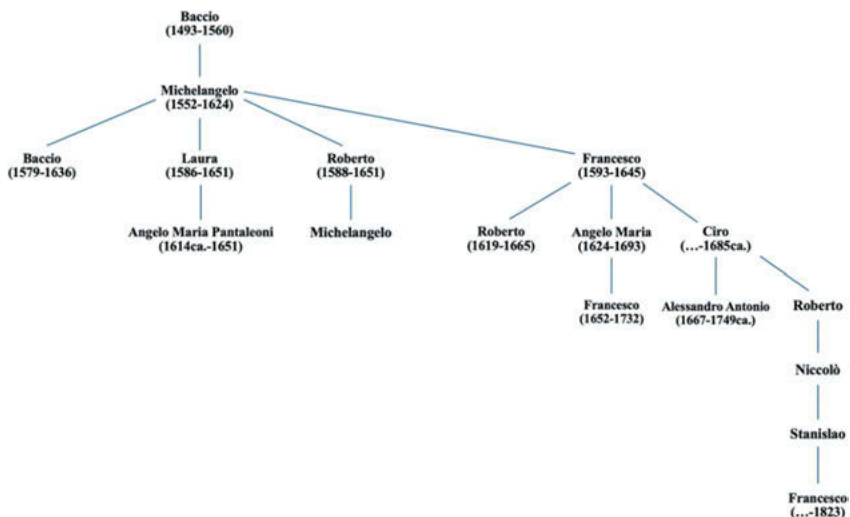 Baccio
(1493-1560)
Michelangelo
(1552-1624)
Baccio
(1579-1636)
Laura
(1586-1651)
Roberto
(1588-1651)
Francesco
(1593-1645)
Angelo Maria Pantaleoni
(1614ca.-1651)
Michelangelo
Roberto
(1619-1665)
Angelo Maria
(1624-1693)
Ciro
(…-1685ca.)
Francesco
(1652-1732)
Alessandro Antonio
(1667-1749ca.)
Roberto
Niccolò
Stanislao
Francesco
(…-1823)